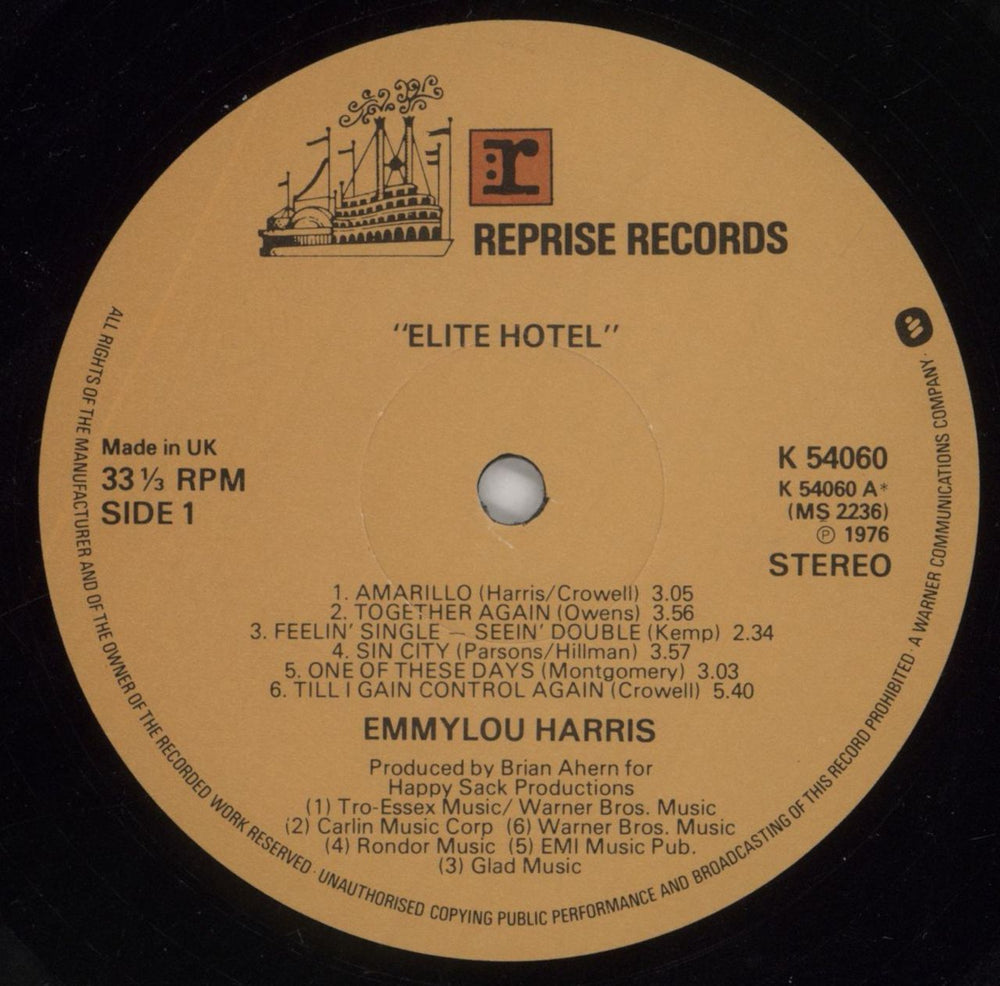 r
REPRISE RECORDS
"ELITE HOTEL"
Made in UK
33 ⅓ RPM
SIDE 1
K 54060
K 54060 A*
(MS 2236)
℗ 1976
STEREO
1. AMARILLO (Harris/Crowell) 3.05
2. TOGETHER AGAIN (Owens) 3.56
3. FEELIN' SINGLE — SEEIN' DOUBLE (Kemp) 2.34
4. SIN CITY (Parsons/Hillman) 3.57
5. ONE OF THESE DAYS (Montgomery) 3.03
6. TILL I GAIN CONTROL AGAIN (Crowell) 5.40
EMMYLOU HARRIS
Produced by Brian Ahern for
Happy Sack Productions
(1) Tro-Essex Music/ Warner Bros. Music
(2) Carlin Music Corp (6) Warner Bros. Music
(4) Rondor Music (5) EMI Music Pub.
(3) Glad Music
ALL RIGHTS OF THE MANUFACTURER AND OF THE OWNER OF THE RECORDED WORK RESERVED · UNAUTHORISED COPYING PUBLIC PERFORMANCE AND BROADCASTING OF THIS RECORD PROHIBITED · A WARNER COMMUNICATIONS COMPANY ·